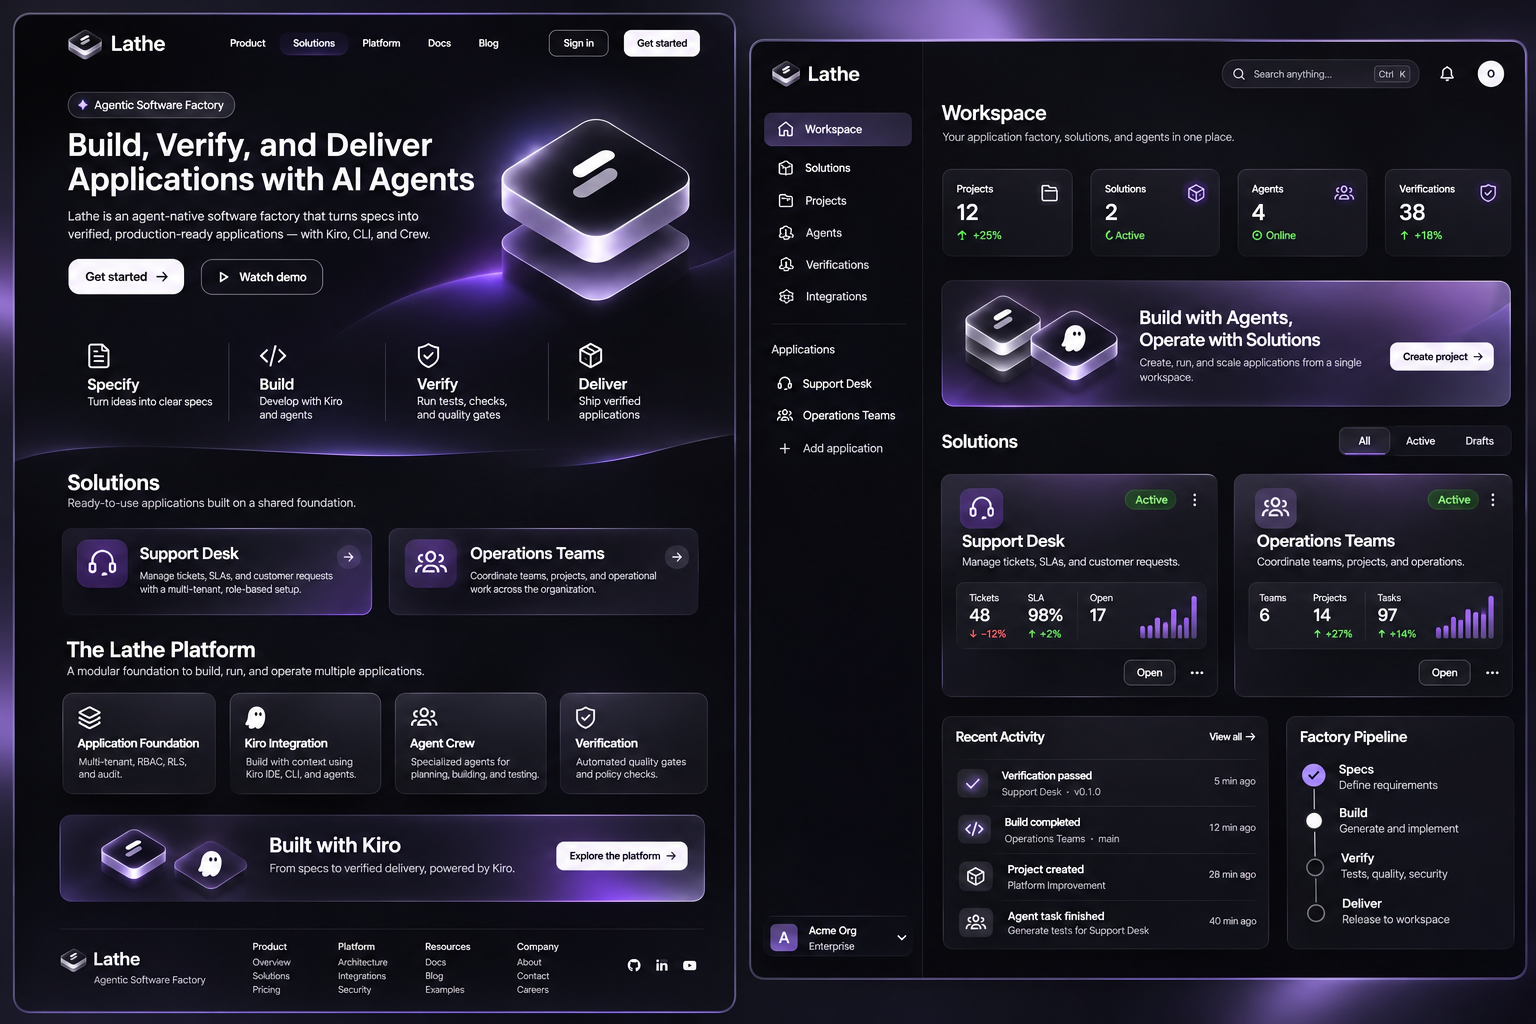 Lathe
Product
Solutions
Platform
Docs
Blog
Sign in
Get started
Agentic Software Factory
Build, Verify, and Deliver
Applications with AI Agents
Lathe is an agent-native software factory that turns specs into
verified, production-ready applications — with Kiro, CLI, and Crew.
Get started →
Watch demo
Specify
Turn ideas into clear specs
Build
Develop with Kiro
and agents
Verify
Run tests, checks,
and quality gates
Deliver
Ship verified
applications
Solutions
Ready-to-use applications built on a shared foundation.
Support Desk
Manage tickets, SLAs, and customer requests
with a multi-tenant, role-based setup.
Operations Teams
Coordinate teams, projects, and operational
work across the organization.
The Lathe Platform
A modular foundation to build, run, and operate multiple applications.
Application Foundation
Multi-tenant, RBAC, RLS,
and audit.
Kiro Integration
Build with context using
Kiro IDE, CLI, and agents.
Agent Crew
Specialized agents for
planning, building, and testing.
Verification
Automated quality gates
and policy checks.
Built with Kiro
From specs to verified delivery, powered by Kiro.
Explore the platform →
Lathe
Agentic Software Factory
Product
Overview
Solutions
Pricing
Platform
Architecture
Integrations
Security
Resources
Docs
Blog
Examples
Company
About
Contact
Careers
in
Lathe
Workspace
Solutions
Projects
Agents
Verifications
Integrations
Applications
Support Desk
Operations Teams
+ Add application
A
Acme Org
Enterprise
Search anything...
Ctrl K
O
Workspace
Your application factory, solutions, and agents in one place.
Projects
12
↑ +25%
Solutions
2
Active
Agents
4
Online
Verifications
38
↑ +18%
Build with Agents,
Operate with Solutions
Create, run, and scale applications from a single
workspace.
Create project →
Solutions
All
Active
Drafts
Active
Support Desk
Manage tickets, SLAs, and customer requests.
Tickets
48
↓ −12%
SLA
98%
↑ +2%
Open
17
Open
Active
Operations Teams
Coordinate teams, projects, and operations.
Teams
6
Projects
14
↑ +27%
Tasks
97
↑ +14%
Open
Recent Activity
View all →
Verification passed
Support Desk · v0.1.0
5 min ago
Build completed
Operations Teams · main
12 min ago
Project created
Platform Improvement
28 min ago
Agent task finished
Generate tests for Support Desk
40 min ago
Factory Pipeline
Specs
Define requirements
Build
Generate and implement
Verify
Tests, quality, security
Deliver
Release to workspace